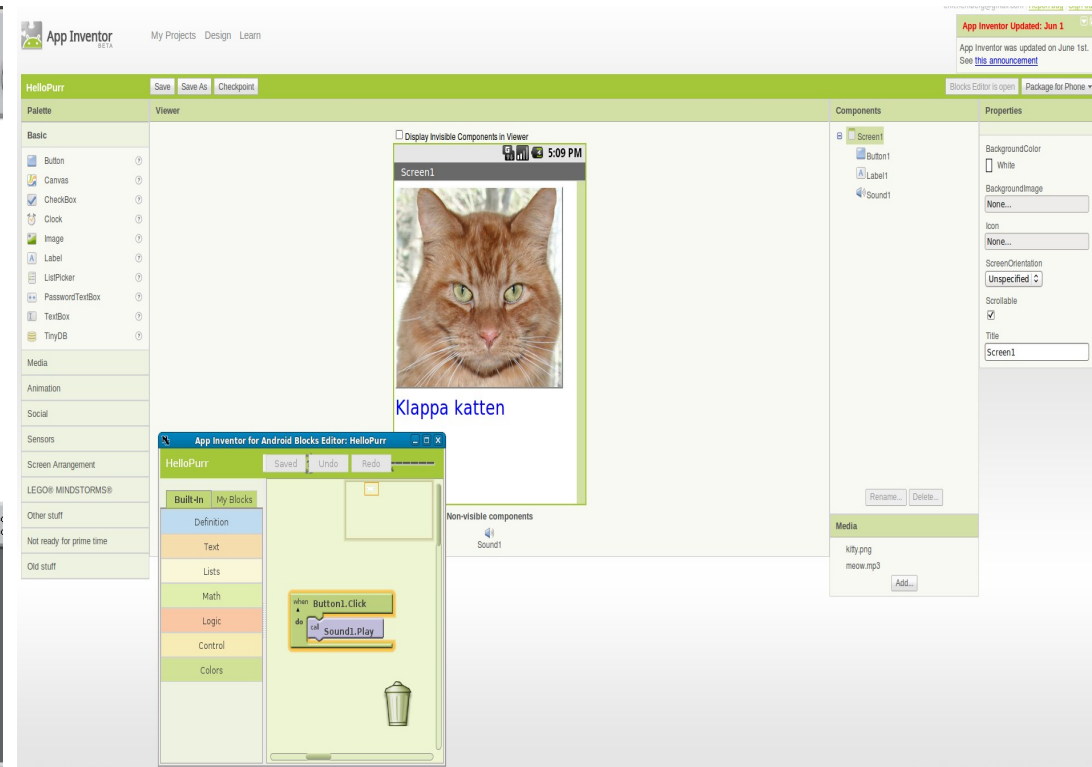 App Inventor
BETA
My Projects Design Learn
App Inventor Updated: Jun 1
App Inventor was updated on June 1st.
See this announcement
HelloPurr
Save Save As Checkpoint
Blocks Editor is open Package for Phone
Palette
Viewer
Components
Properties
Basic
Button
Canvas
CheckBox
Clock
Image
Label
ListPicker
PasswordTextBox
TextBox
TinyDB
Media
Animation
Social
Sensors
Screen Arrangement
LEGO® MINDSTORMS®
Other stuff
Not ready for prime time
Old stuff
Display Invisible Components in Viewer
5:09 PM
Screen1
Klappa katten
Non-visible components
Sound1
App Inventor for Android Blocks Editor: HelloPurr
HelloPurr
Saved Undo Redo
Built-In My Blocks
Definition
Text
Lists
Math
Logic
Control
Colors
when Button1.Click
do call Sound1.Play
Screen1
Button1
Label1
Sound1
Rename... Delete...
Media
kitty.png
meow.mp3
Add...
BackgroundColor
White
BackgroundImage
None...
Icon
None...
ScreenOrientation
Unspecified
Scrollable
Title
Screen1